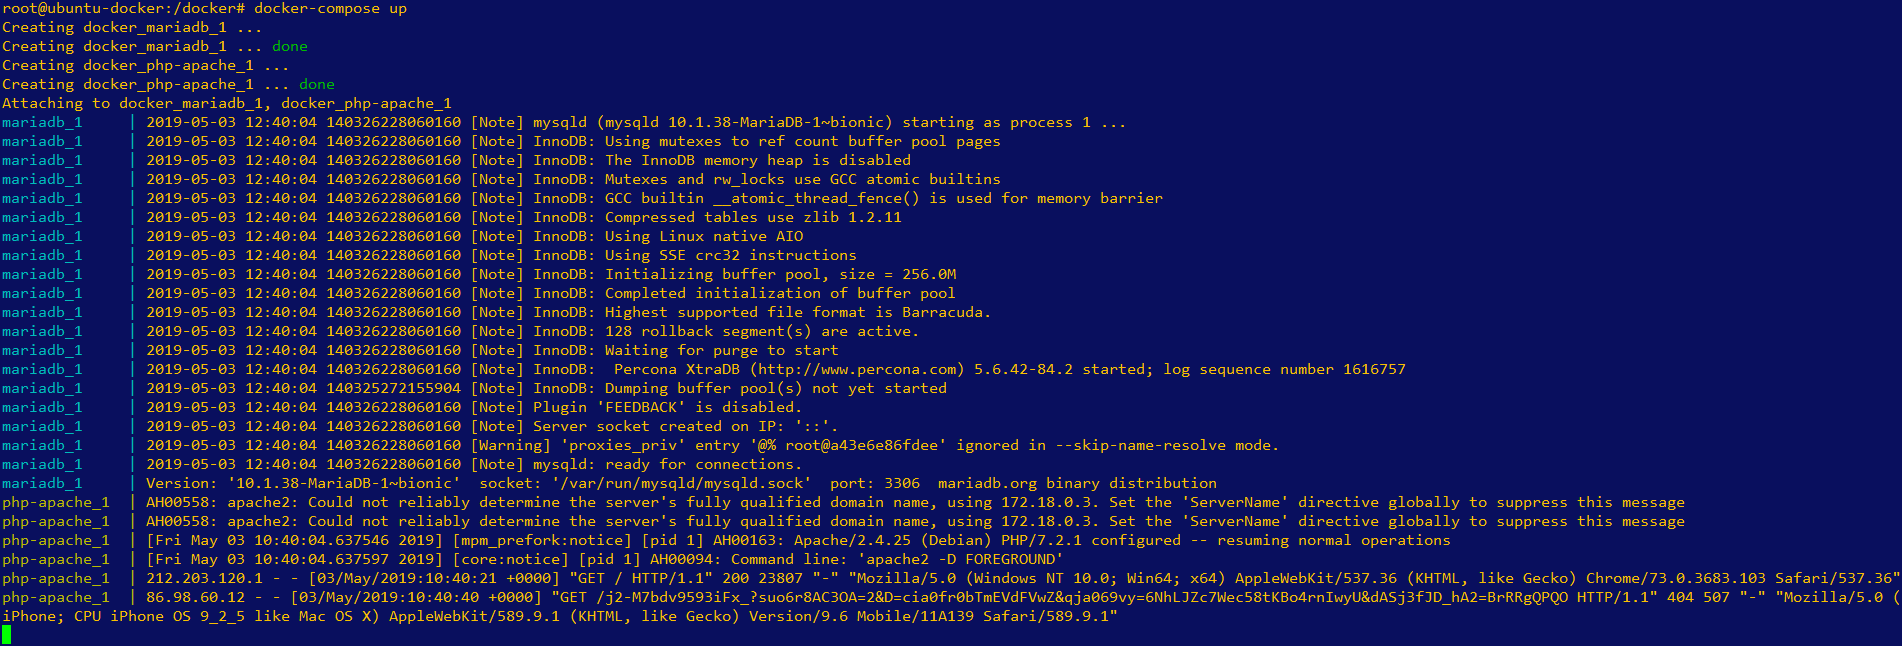 root@ubuntu-docker:/docker# docker-compose up
Creating docker_mariadb_1 ...
Creating docker_mariadb_1 ... done
Creating docker_php-apache_1 ...
Creating docker_php-apache_1 ... done
Attaching to docker_mariadb_1, docker_php-apache_1
mariadb_1     | 2019-05-03 12:40:04 140326228060160 [Note] mysqld (mysqld 10.1.38-MariaDB-1~bionic) starting as process 1 ...
mariadb_1     | 2019-05-03 12:40:04 140326228060160 [Note] InnoDB: Using mutexes to ref count buffer pool pages
mariadb_1     | 2019-05-03 12:40:04 140326228060160 [Note] InnoDB: The InnoDB memory heap is disabled
mariadb_1     | 2019-05-03 12:40:04 140326228060160 [Note] InnoDB: Mutexes and rw_locks use GCC atomic builtins
mariadb_1     | 2019-05-03 12:40:04 140326228060160 [Note] InnoDB: GCC builtin __atomic_thread_fence() is used for memory barrier
mariadb_1     | 2019-05-03 12:40:04 140326228060160 [Note] InnoDB: Compressed tables use zlib 1.2.11
mariadb_1     | 2019-05-03 12:40:04 140326228060160 [Note] InnoDB: Using Linux native AIO
mariadb_1     | 2019-05-03 12:40:04 140326228060160 [Note] InnoDB: Using SSE crc32 instructions
mariadb_1     | 2019-05-03 12:40:04 140326228060160 [Note] InnoDB: Initializing buffer pool, size = 256.0M
mariadb_1     | 2019-05-03 12:40:04 140326228060160 [Note] InnoDB: Completed initialization of buffer pool
mariadb_1     | 2019-05-03 12:40:04 140326228060160 [Note] InnoDB: Highest supported file format is Barracuda.
mariadb_1     | 2019-05-03 12:40:04 140326228060160 [Note] InnoDB: 128 rollback segment(s) are active.
mariadb_1     | 2019-05-03 12:40:04 140326228060160 [Note] InnoDB: Waiting for purge to start
mariadb_1     | 2019-05-03 12:40:04 140326228060160 [Note] InnoDB:  Percona XtraDB (http://www.percona.com) 5.6.42-84.2 started; log sequence number 1616757
mariadb_1     | 2019-05-03 12:40:04 140325272155904 [Note] InnoDB: Dumping buffer pool(s) not yet started
mariadb_1     | 2019-05-03 12:40:04 140326228060160 [Note] Plugin 'FEEDBACK' is disabled.
mariadb_1     | 2019-05-03 12:40:04 140326228060160 [Note] Server socket created on IP: '::'.
mariadb_1     | 2019-05-03 12:40:04 140326228060160 [Warning] 'proxies_priv' entry '@% root@a43e6e86fdee' ignored in --skip-name-resolve mode.
mariadb_1     | 2019-05-03 12:40:04 140326228060160 [Note] mysqld: ready for connections.
mariadb_1     | Version: '10.1.38-MariaDB-1~bionic'  socket: '/var/run/mysqld/mysqld.sock'  port: 3306  mariadb.org binary distribution
php-apache_1  | AH00558: apache2: Could not reliably determine the server's fully qualified domain name, using 172.18.0.3. Set the 'ServerName' directive globally to suppress this message
php-apache_1  | AH00558: apache2: Could not reliably determine the server's fully qualified domain name, using 172.18.0.3. Set the 'ServerName' directive globally to suppress this message
php-apache_1  | [Fri May 03 10:40:04.637546 2019] [mpm_prefork:notice] [pid 1] AH00163: Apache/2.4.25 (Debian) PHP/7.2.1 configured -- resuming normal operations
php-apache_1  | [Fri May 03 10:40:04.637597 2019] [core:notice] [pid 1] AH00094: Command line: 'apache2 -D FOREGROUND'
php-apache_1  | 212.203.120.1 - - [03/May/2019:10:40:21 +0000] "GET / HTTP/1.1" 200 23807 "-" "Mozilla/5.0 (Windows NT 10.0; Win64; x64) AppleWebKit/537.36 (KHTML, like Gecko) Chrome/73.0.3683.103 Safari/537.36"
php-apache_1  | 86.98.60.12 - - [03/May/2019:10:40:40 +0000] "GET /j2-M7bdv9593iFx_?suo6r8AC3OA=2&D=cia0fr0bTmEVdFVwZ&qja069vy=6NhLJZc7Wec58tKBo4rnIwyU&dASj3fJD_hA2=BrRRgQPQO HTTP/1.1" 404 507 "-" "Mozilla/5.0 (
iPhone; CPU iPhone OS 9_2_5 like Mac OS X) AppleWebKit/589.9.1 (KHTML, like Gecko) Version/9.6 Mobile/11A139 Safari/589.9.1"